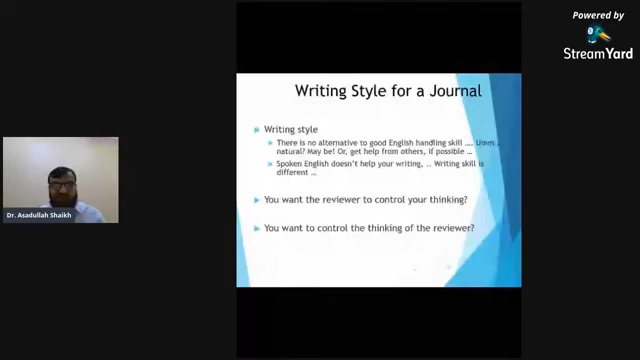 Powered by
StreamYard
Writing Style for a Journal
Writing style
There is no alternative to good English handling skill .... Umm
natural? May be! Or, get help from others, if possible ...
Spoken English doesn't help your writing, .. Writing skill is
different ...
You want the reviewer to control your thinking?
You want to control the thinking of the reviewer?
Dr. Asadullah Shaikh